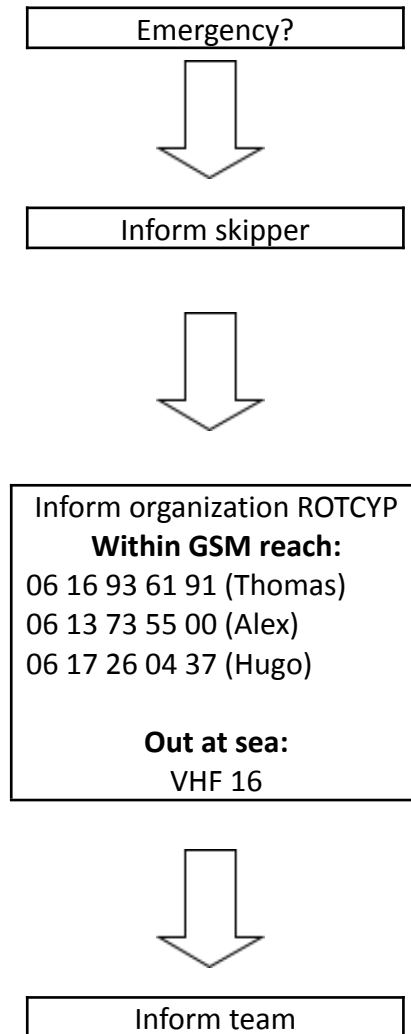 Emergency?
Inform skipper
Inform organization ROTCYP
Within GSM reach:
06 16 93 61 91 (Thomas)
06 13 73 55 00 (Alex)
06 17 26 04 37 (Hugo)
Out at sea:
VHF 16
Inform team